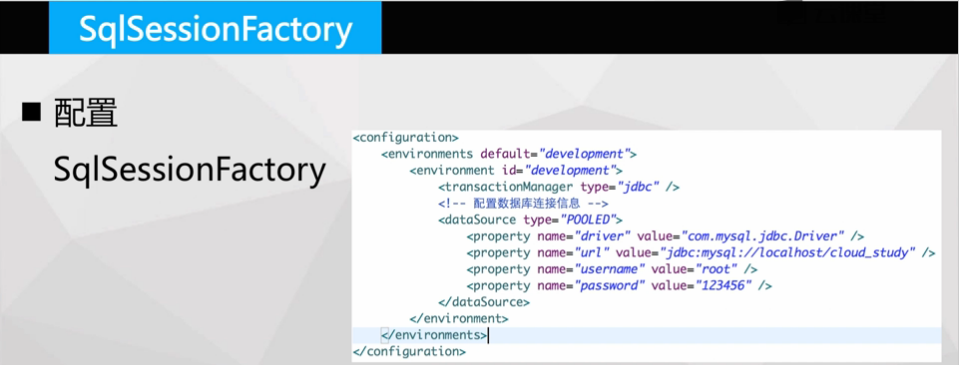 SqlSessionFactory
■ 配置
SqlSessionFactory
<configuration>
    <environments default="development">
        <environment id="development">
            <transactionManager type="jdbc" />
            <!-- 配置数据库连接信息 -->
            <dataSource type="POOLED">
                <property name="driver" value="com.mysql.jdbc.Driver" />
                <property name="url" value="jdbc:mysql://localhost/cloud_study" />
                <property name="username" value="root" />
                <property name="password" value="123456" />
            </dataSource>
        </environment>
    </environments>
</configuration>